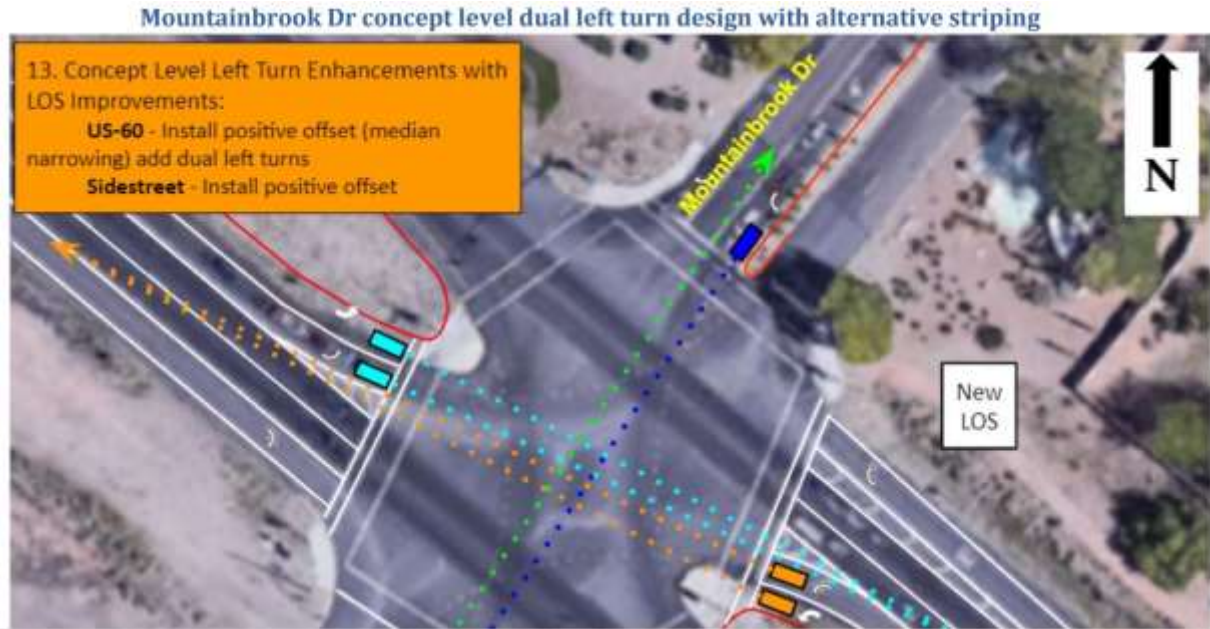 Mountainbrook Dr concept level dual left turn design with alternative striping
13. Concept Level Left Turn Enhancements with
LOS Improvements:
US-60 - Install positive offset (median
narrowing) add dual left turns
Sidestreet - Install positive offset
Mountainbrook Dr
N
New
LOS